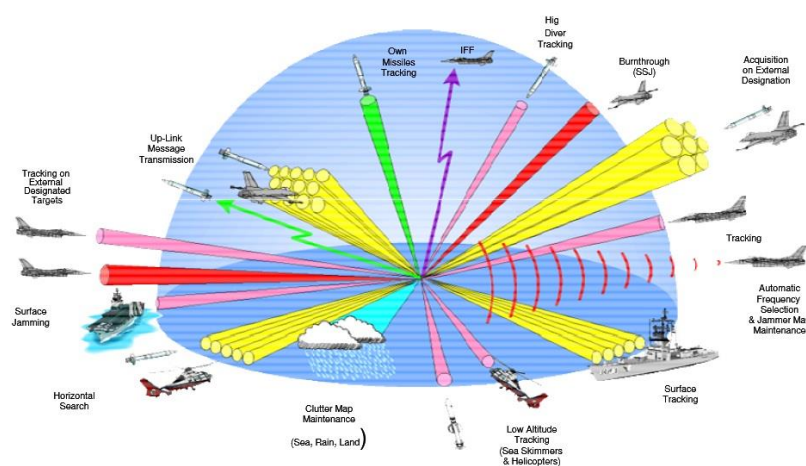 Own
Missiles
Tracking
IFF
Hig
Diver
Tracking
Burnthrough
(SSJ)
Acquisition
on External
Designation
Up-Link
Message
Transmission
Tracking on
External
Designated
Targets
Tracking
Surface
Jamming
Automatic
Frequency
Selection
& Jammer Ma
Maintenance
Horizontal
Search
Clutter Map
Maintenance
(Sea, Rain, Land)
Low Altitude
Tracking
(Sea Skimmers
& Helicopters)
Surface
Tracking